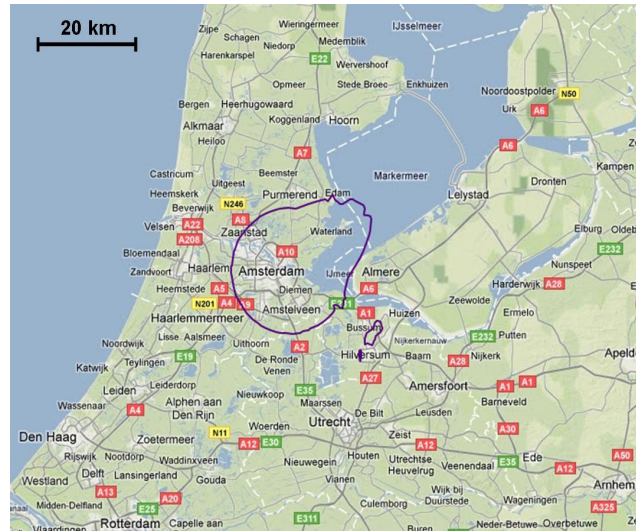 20 km
Wieringermeer
IJsselmeer
Zijpe
Schagen
Niedorp
Medemblik
Harenkarspel
E22
Wervershoof
Opmeer
Stede Broec
Enkhuizen
Noordoostpolder
N50
Urk
A6
Bergen
Heerhugowaard
Koggenland
Hoorn
Alkmaar
Heiloo
A7
A6
Kampen
Castricum
Beemster
Markermeer
Dronten
Uitgeest
Heemskerk
Purmerend
Edam
Lelystad
N246
Beverwijk
A8
Velsen
A22
Zaanstad
Waterland
Elburg
Oldeb
A208
E232
Bloemendaal
A10
Nunspeet
Zandvoort
Haarlem
Amsterdam
IJmeer
Almere
A28
Heemstede
A5
Diemen
A6
Harderwijk
N201
A4
A9
Zeewolde
Amstelveen
A1
Huizen
Ermelo
Haarlemmermeer
Bussum
E232
Putten
Noordwijk
Lisse
Aalsmeer
Uithoorn
A2
Nijkerkernauw
Teylingen
E19
De Ronde
Venen
Hilversum
Baarn
A28
Nijkerk
Apeldo
Katwijk
Leiden
Leiderdorp
A27
Amersfoort
A1
A1
Wassenaar
A4
Alphen aan
Den Rijn
Nieuwkoop
E35
Maarssen
Barneveld
De Bilt
Leusden
Den Haag
Zoetermeer
N11
Woerden
Utrecht
A30
A12
E30
Zeist
A12
Rijswijk
Nootdorp
Waddinxveen
Nieuwegein
Houten
Utrechtse
Heuvelrug
Veenendaal
E35
Ede
A50
A12
Westland
Delft
Lansingerland
Gouda
Vianen
Arnhem
A13
A20
Wijk bij
Duurstede
Wageningen
A325
Midden-Delfland
E25
Culemborg
Vlaardingen
Rotterdam
Capelle aan
E311
Buren
Neder-Betuwe
Overbetuwe